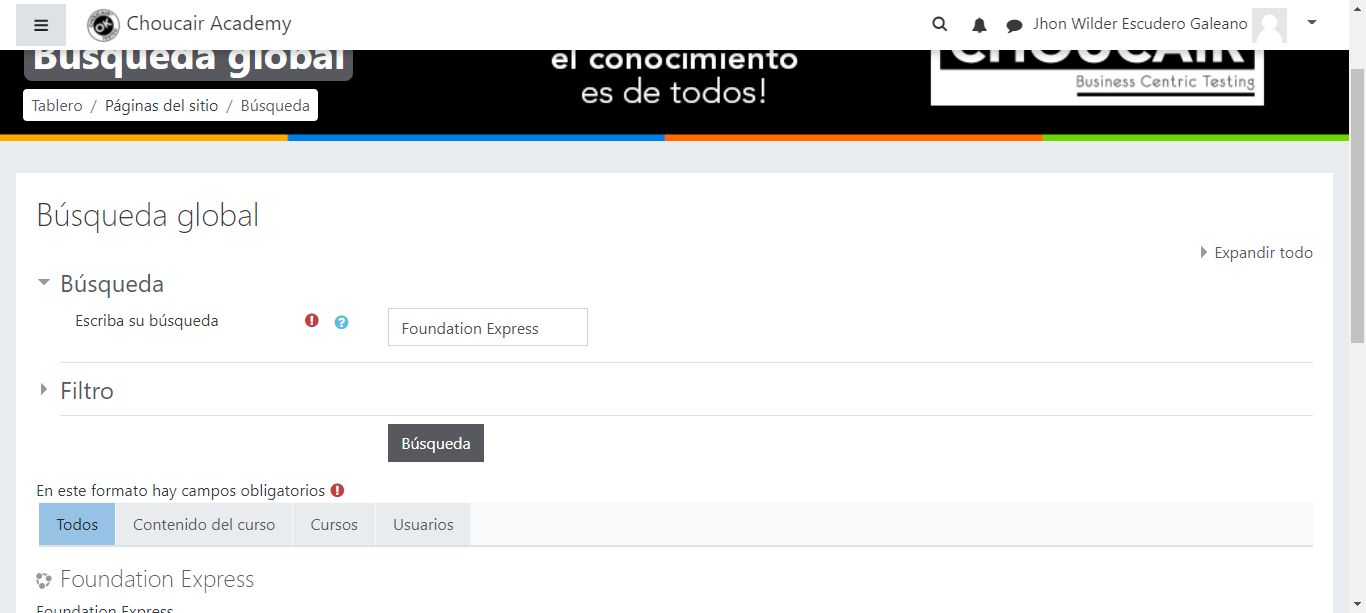 Choucair Academy
Jhon Wilder Escudero Galeano
Búsqueda global
el conocimiento
es de todos!
CHOUCAIR
Business Centric Testing
Tablero / Páginas del sitio / Búsqueda
Búsqueda global
Expandir todo
Búsqueda
Escriba su búsqueda
Foundation Express
Filtro
Búsqueda
En este formato hay campos obligatorios
Todos
Contenido del curso
Cursos
Usuarios
Foundation Express
Foundation Express